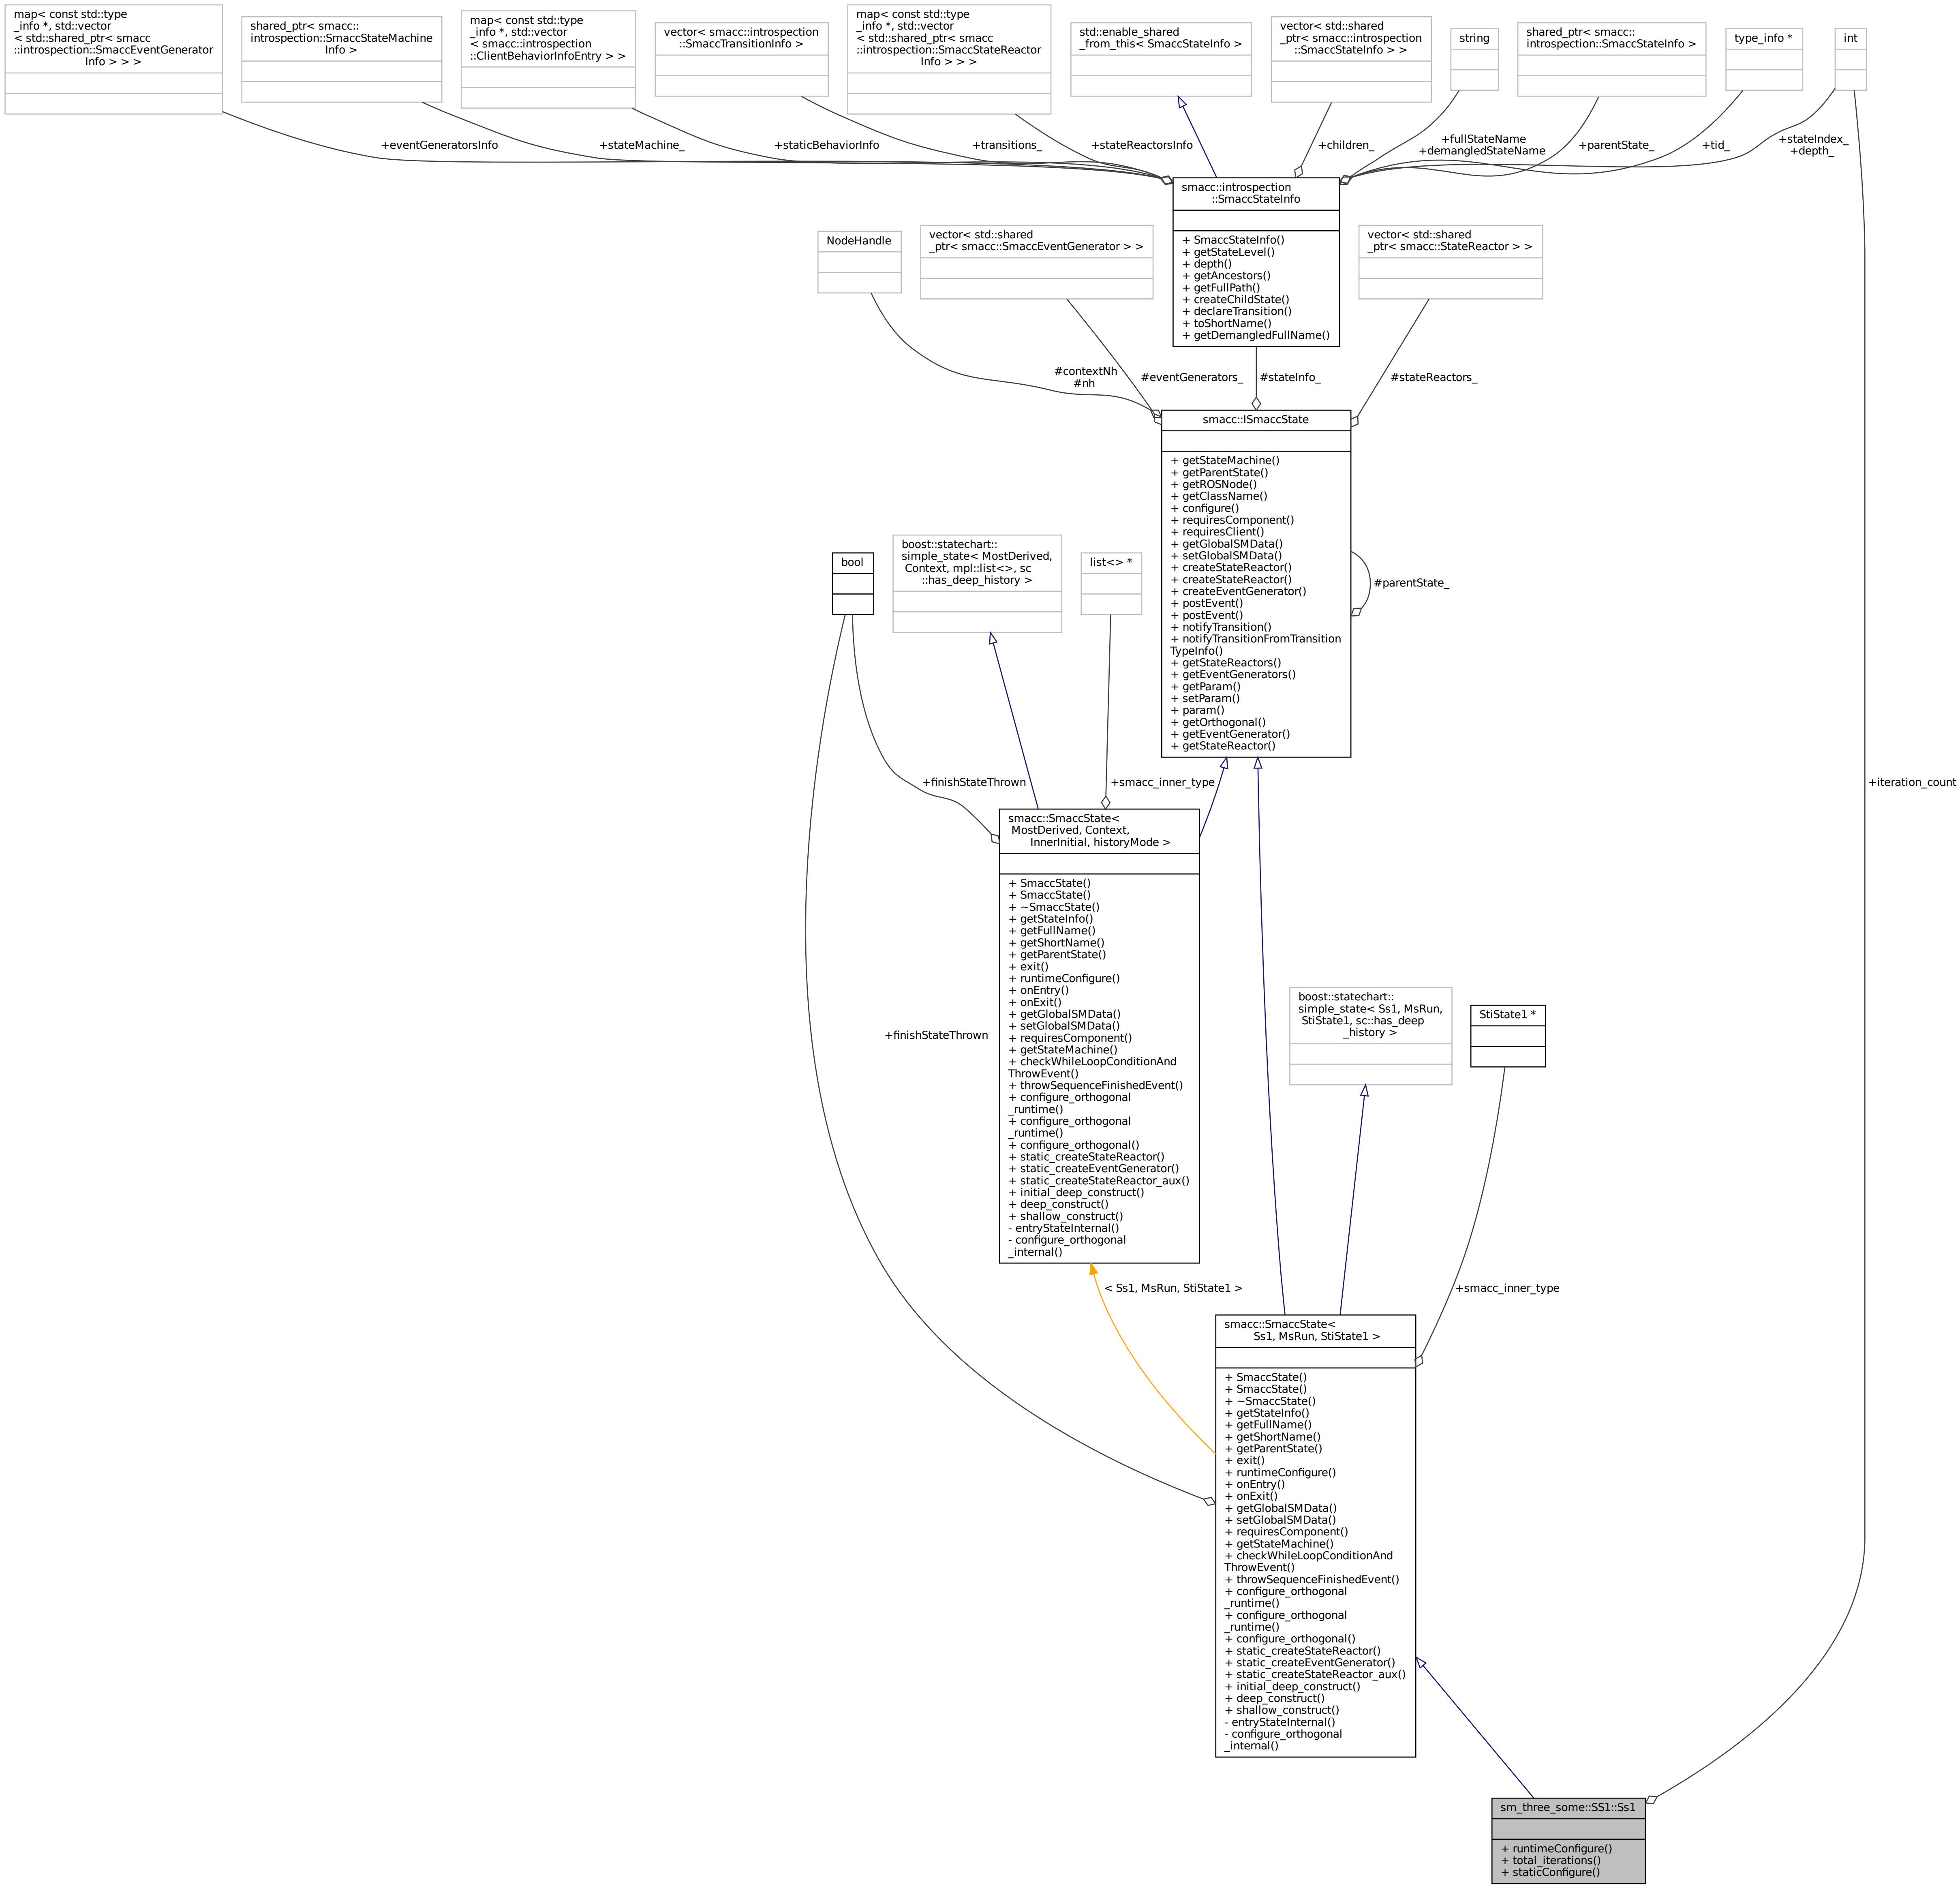 map< const std::type
_info *, std::vector
< std::shared_ptr< smacc
::introspection::SmaccEventGenerator
Info > > >
shared_ptr< smacc::
introspection::SmaccStateMachine
Info >
map< const std::type
_info *, std::vector
< smacc::introspection
::ClientBehaviorInfoEntry > >
vector< smacc::introspection
::SmaccTransitionInfo >
map< const std::type
_info *, std::vector
< std::shared_ptr< smacc
::introspection::SmaccStateReactor
Info > > >
std::enable_shared
_from_this< SmaccStateInfo >
vector< std::shared
_ptr< smacc::introspection
::SmaccStateInfo > >
string
shared_ptr< smacc::
introspection::SmaccStateInfo >
type_info *
int
+eventGeneratorsInfo
+stateMachine_
+staticBehaviorInfo
+transitions_
+stateReactorsInfo
+children_
+fullStateName
+demangledStateName
+parentState_
+tid_
+stateIndex_
+depth_
smacc::introspection
::SmaccStateInfo
+ SmaccStateInfo()
+ getStateLevel()
+ depth()
+ getAncestors()
+ getFullPath()
+ createChildState()
+ declareTransition()
+ toShortName()
+ getDemangledFullName()
NodeHandle
vector< std::shared
_ptr< smacc::SmaccEventGenerator > >
vector< std::shared
_ptr< smacc::StateReactor > >
#contextNh
#nh
#eventGenerators_
#stateInfo_
#stateReactors_
smacc::ISmaccState
+ getStateMachine()
+ getParentState()
+ getROSNode()
+ getClassName()
+ configure()
+ requiresComponent()
+ requiresClient()
+ getGlobalSMData()
+ setGlobalSMData()
+ createStateReactor()
+ createStateReactor()
+ createEventGenerator()
+ postEvent()
+ postEvent()
+ notifyTransition()
+ notifyTransitionFromTransition
TypeInfo()
+ getStateReactors()
+ getEventGenerators()
+ getParam()
+ setParam()
+ param()
+ getOrthogonal()
+ getEventGenerator()
+ getStateReactor()
#parentState_
bool
boost::statechart::
simple_state< MostDerived,
Context, mpl::list<>, sc
::has_deep_history >
list<> *
+finishStateThrown
+smacc_inner_type
+iteration_count
smacc::SmaccState<
MostDerived, Context,
InnerInitial, historyMode >
+ SmaccState()
+ SmaccState()
+ ~SmaccState()
+ getStateInfo()
+ getFullName()
+ getShortName()
+ getParentState()
+ exit()
+ runtimeConfigure()
+ onEntry()
+ onExit()
+ getGlobalSMData()
+ setGlobalSMData()
+ requiresComponent()
+ getStateMachine()
+ checkWhileLoopConditionAnd
ThrowEvent()
+ throwSequenceFinishedEvent()
+ configure_orthogonal
_runtime()
+ configure_orthogonal
_runtime()
+ configure_orthogonal()
+ static_createStateReactor()
+ static_createEventGenerator()
+ static_createStateReactor_aux()
+ initial_deep_construct()
+ deep_construct()
+ shallow_construct()
- entryStateInternal()
- configure_orthogonal
_internal()
+finishStateThrown
boost::statechart::
simple_state< Ss1, MsRun,
StiState1, sc::has_deep
_history >
StiState1 *
< Ss1, MsRun, StiState1 >
+smacc_inner_type
smacc::SmaccState<
Ss1, MsRun, StiState1 >
+ SmaccState()
+ SmaccState()
+ ~SmaccState()
+ getStateInfo()
+ getFullName()
+ getShortName()
+ getParentState()
+ exit()
+ runtimeConfigure()
+ onEntry()
+ onExit()
+ getGlobalSMData()
+ setGlobalSMData()
+ requiresComponent()
+ getStateMachine()
+ checkWhileLoopConditionAnd
ThrowEvent()
+ throwSequenceFinishedEvent()
+ configure_orthogonal
_runtime()
+ configure_orthogonal
_runtime()
+ configure_orthogonal()
+ static_createStateReactor()
+ static_createEventGenerator()
+ static_createStateReactor_aux()
+ initial_deep_construct()
+ deep_construct()
+ shallow_construct()
- entryStateInternal()
- configure_orthogonal
_internal()
sm_three_some::SS1::Ss1
+ runtimeConfigure()
+ total_iterations()
+ staticConfigure()